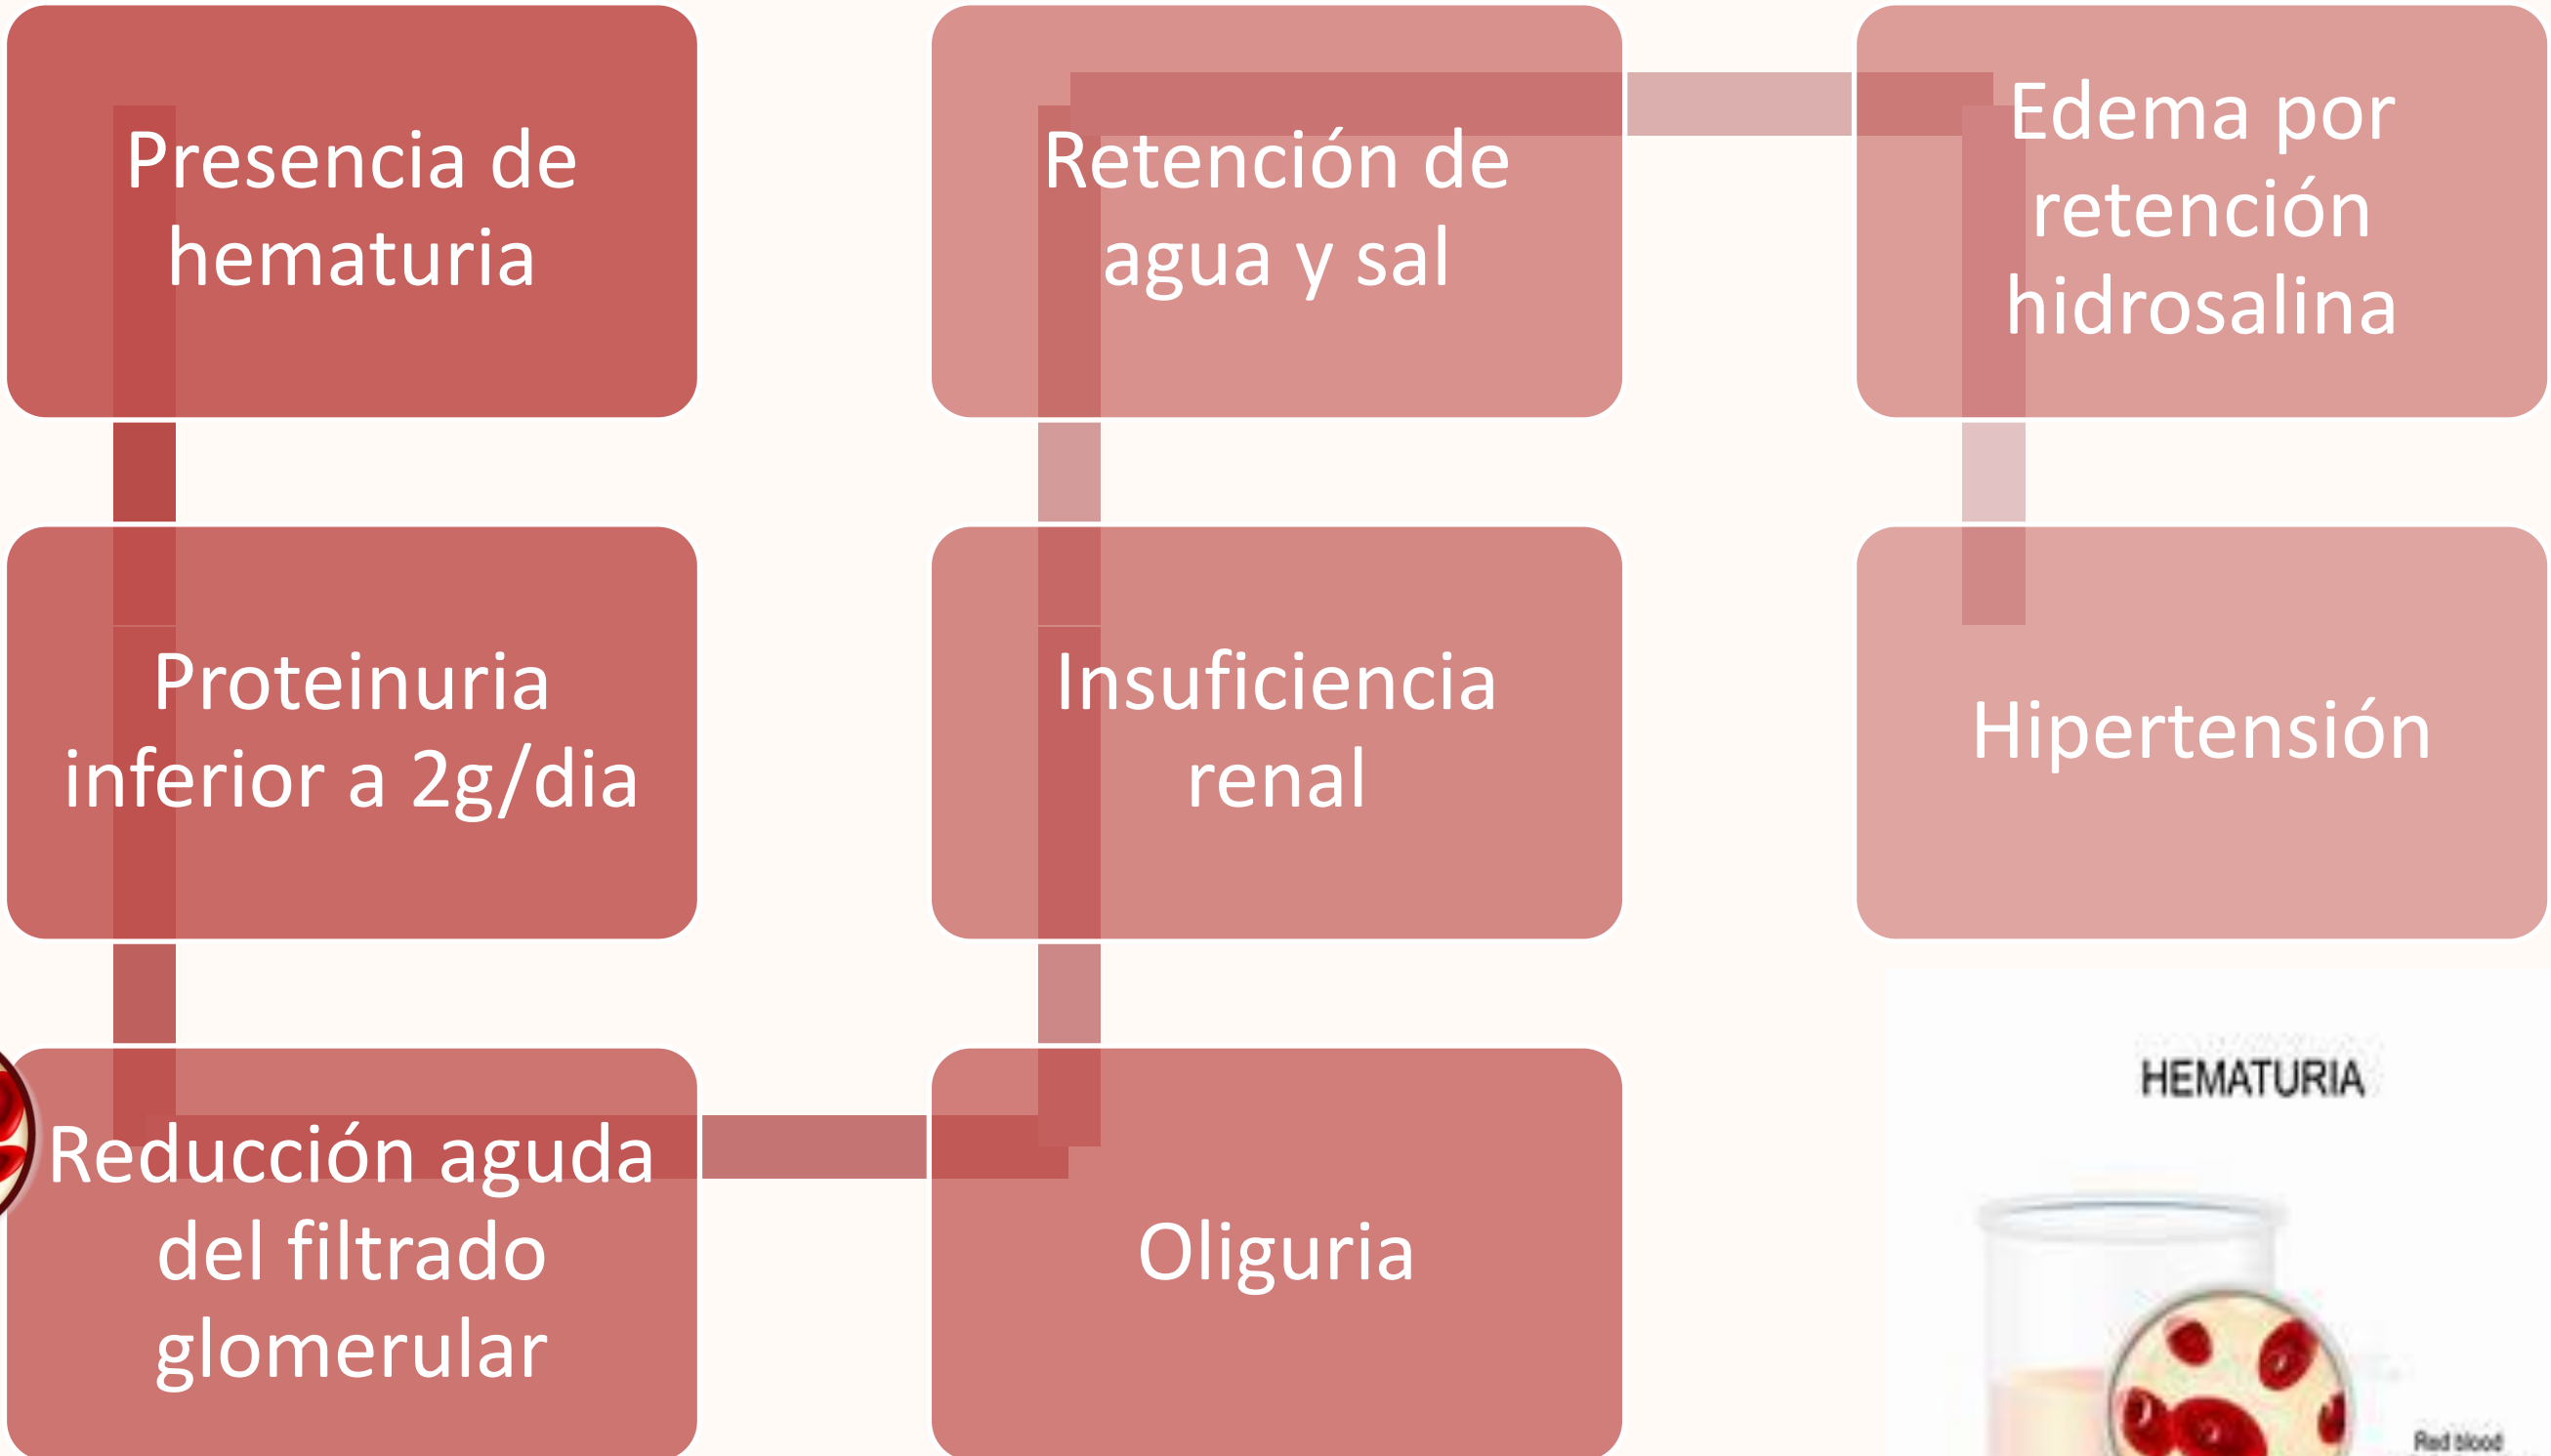 Presencia de
hematuria
Proteinuria
inferior a 2g/dia
Reducción aguda
del filtrado
glomerular
Oliguria
Insuficiencia
renal
Retención de
agua y sal
Edema por
retención
hidrosalina
Hipertensión
HEMATURIA
Red blood